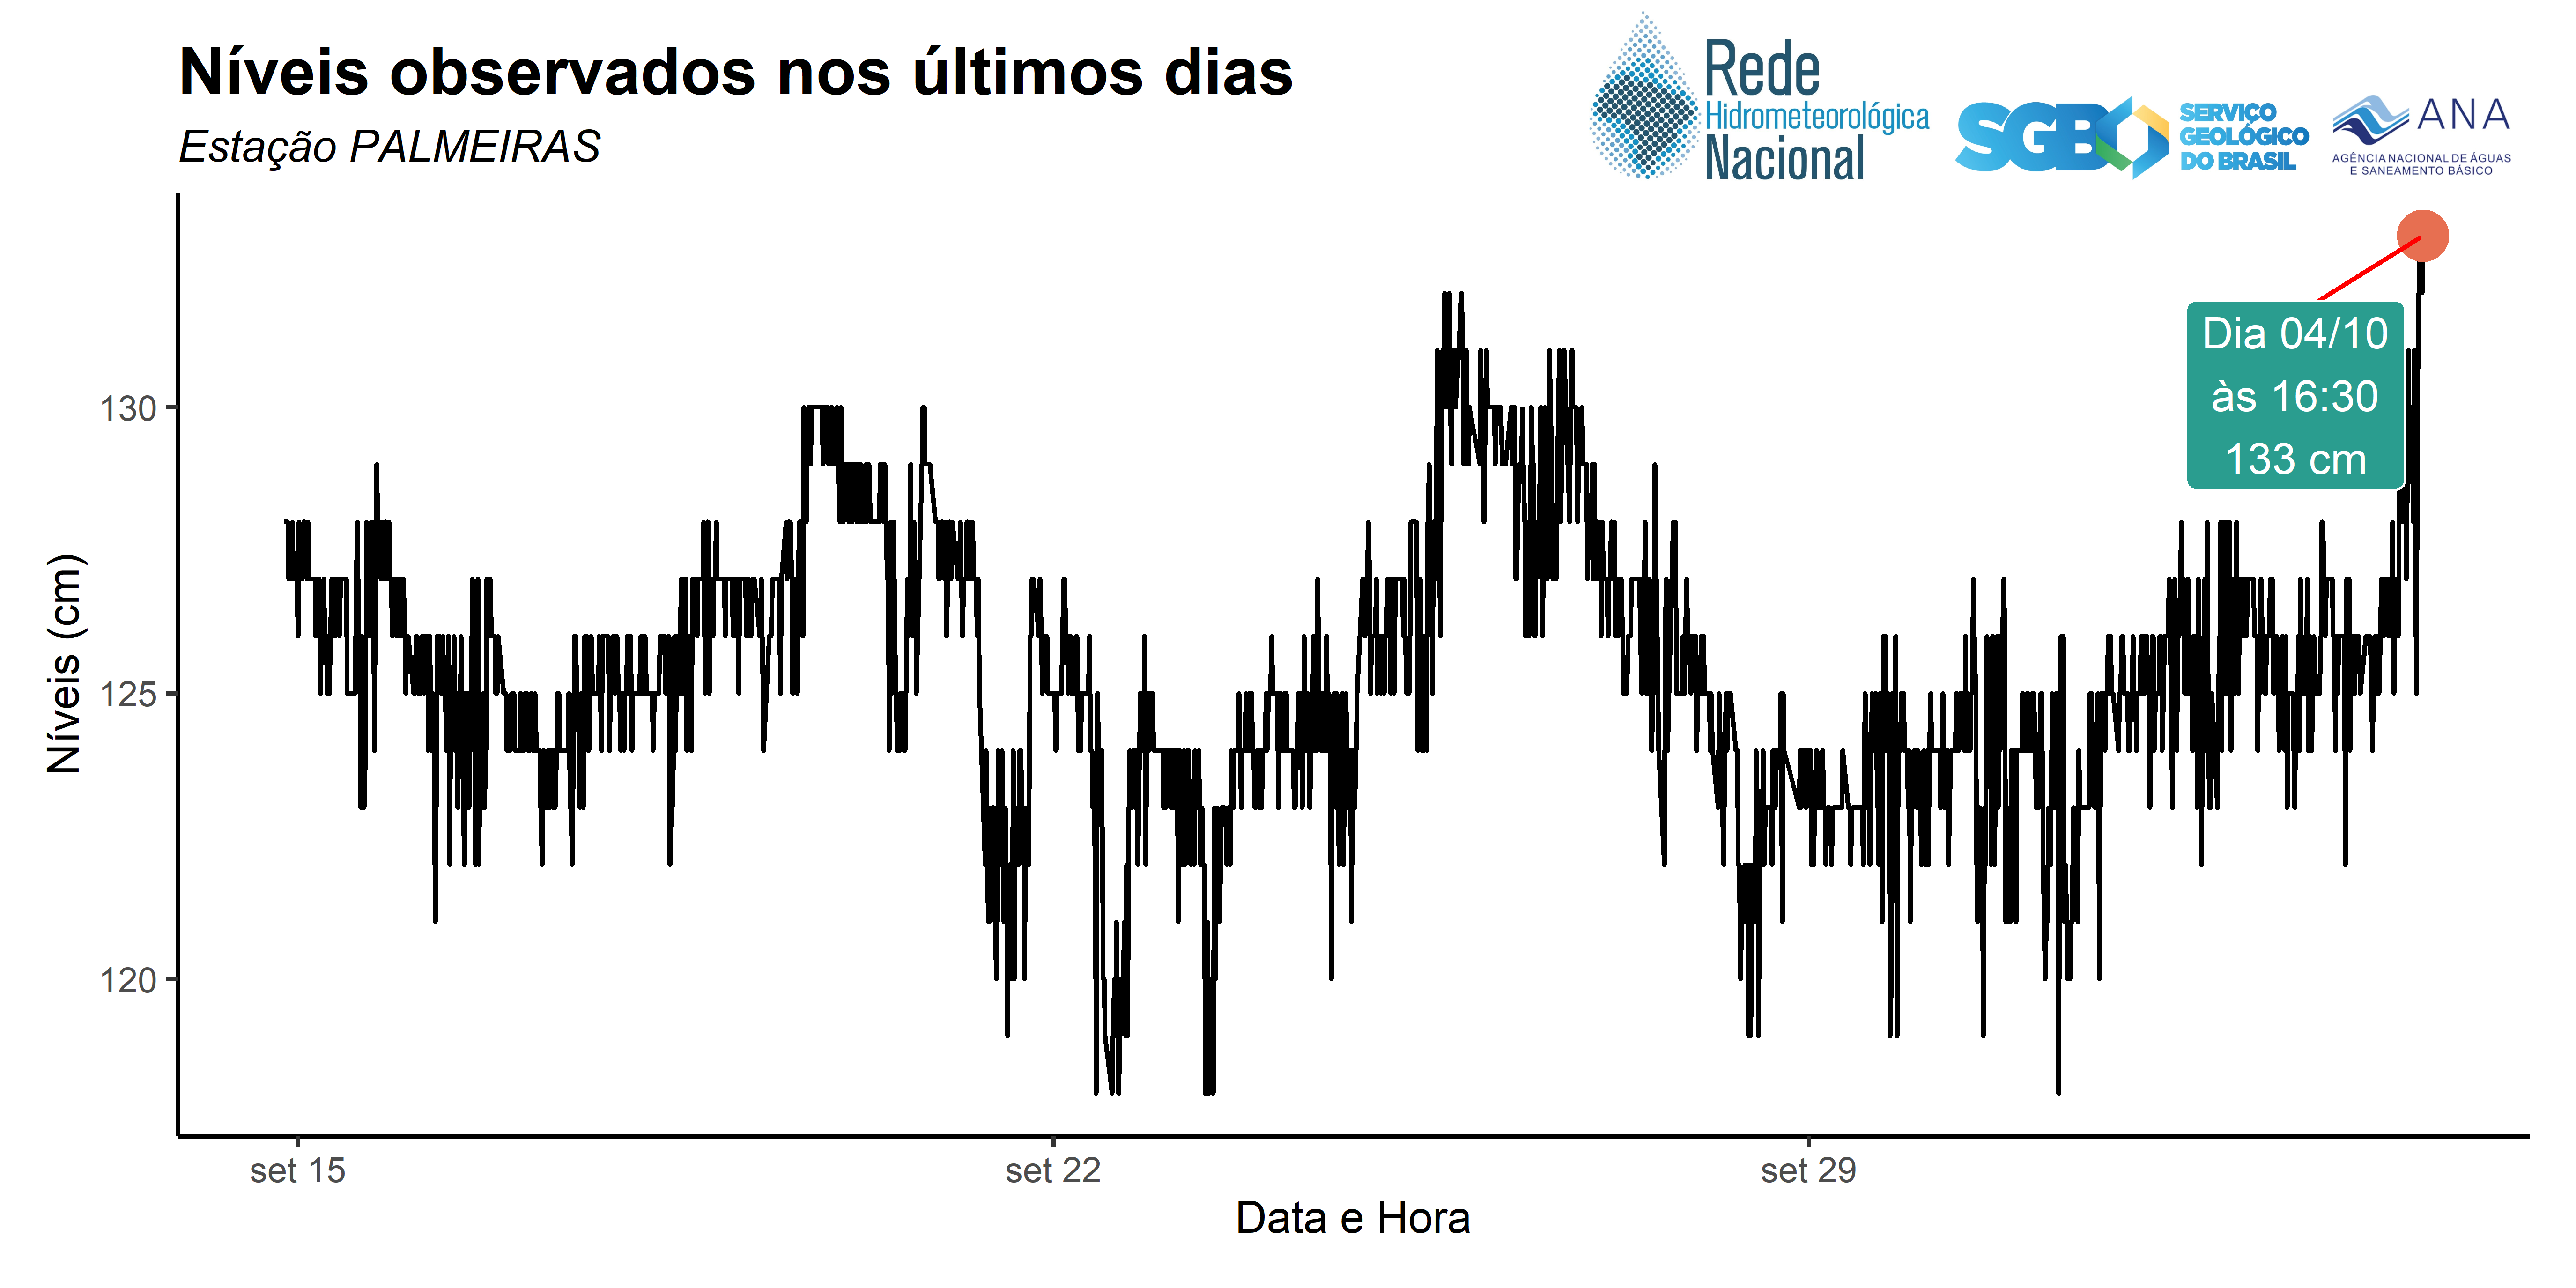 Níveis observados nos últimos dias
Estação PALMEIRAS
Rede
Hidrometeorológica
Nacional
SGB
SERVIÇO
GEOLÓGICO
DO BRASIL
ANA
AGÊNCIA NACIONAL DE ÁGUAS
E SANEAMENTO BÁSICO
Dia 04/10
às 16:30
133 cm
Níveis (cm)
130
125
120
set 15
set 22
set 29
Data e Hora